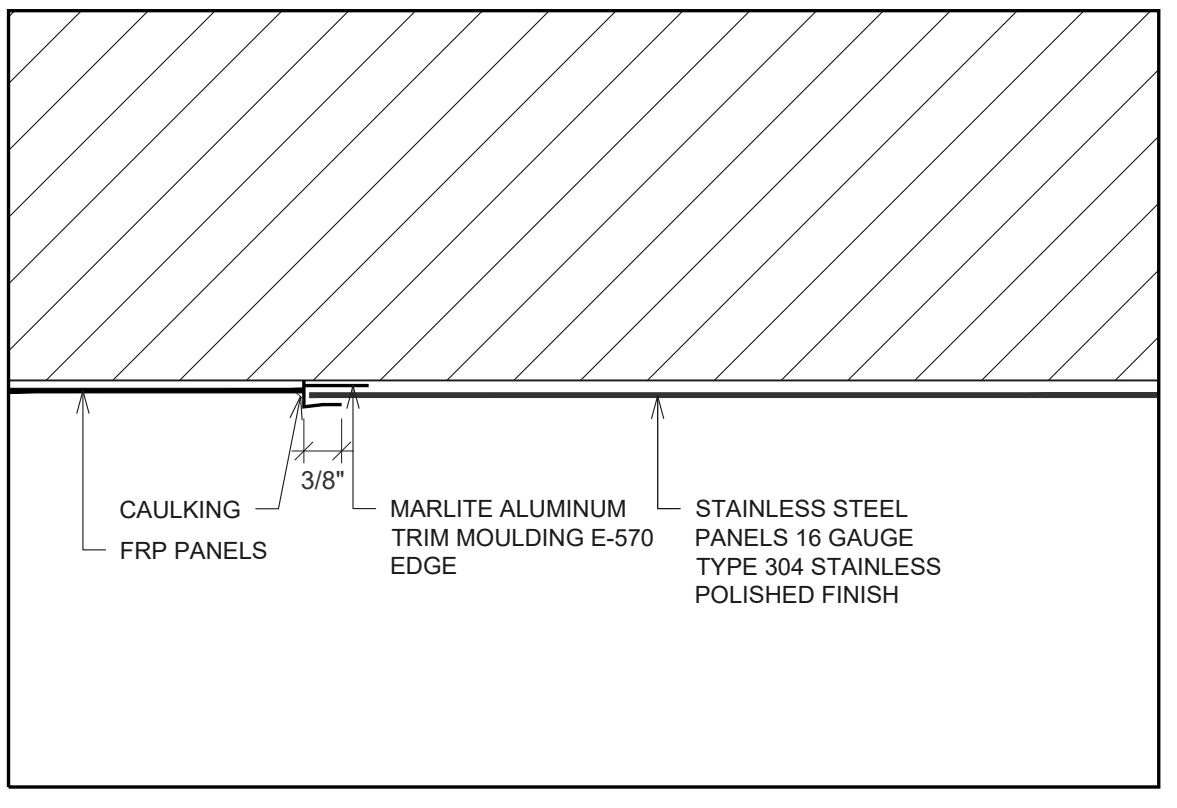 3/8"
CAULKING
FRP PANELS
MARLITE ALUMINUM
TRIM MOULDING E-570
EDGE
STAINLESS STEEL
PANELS 16 GAUGE
TYPE 304 STAINLESS
POLISHED FINISH